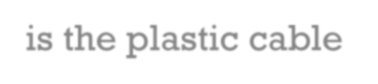 is the plastic cable